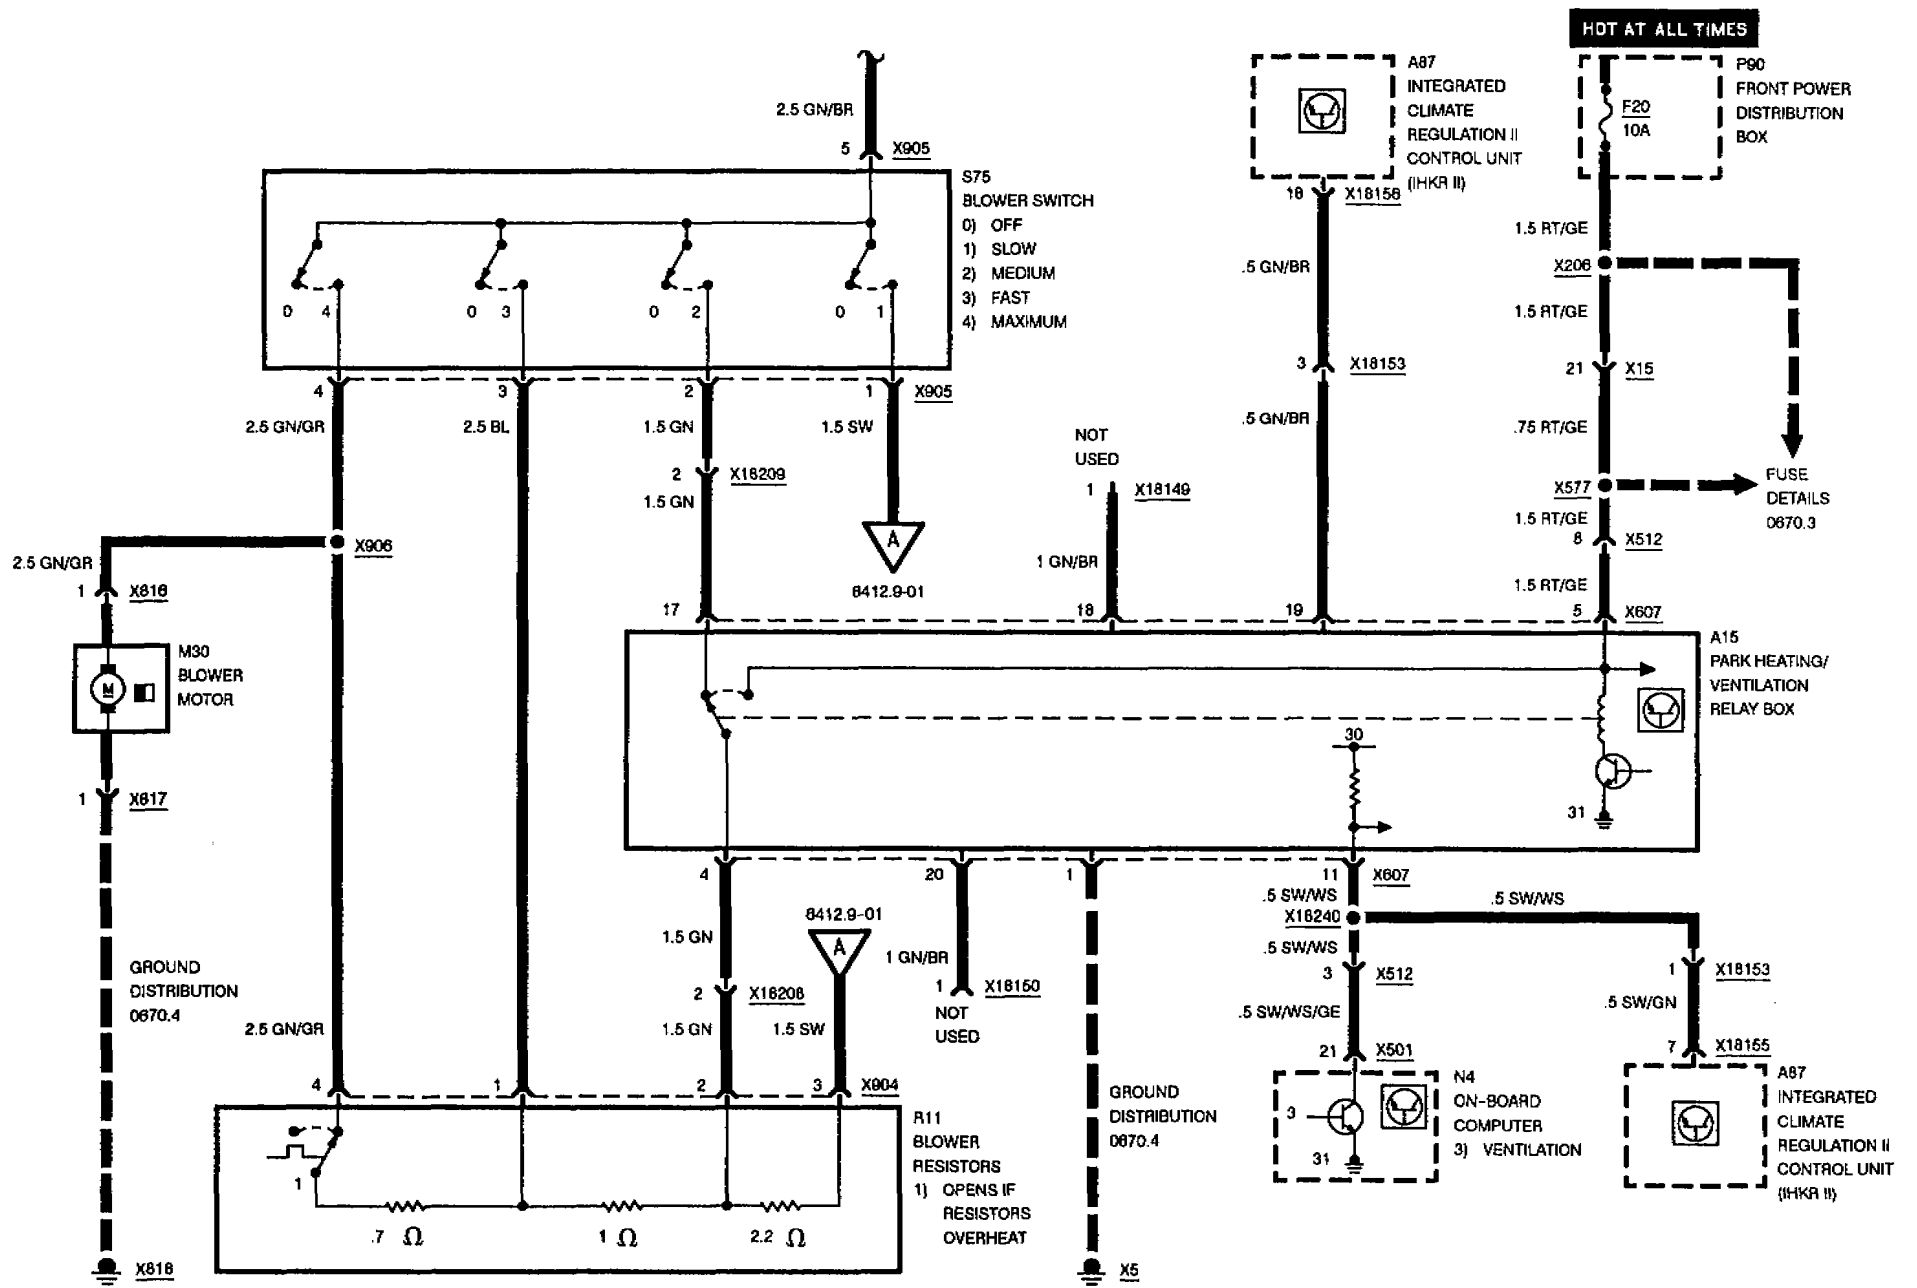 HOT AT ALL TIMES
P90
FRONT POWER
DISTRIBUTION
BOX
F20
10A
A87
INTEGRATED
CLIMATE
REGULATION II
CONTROL UNIT
(IHKR II)
2.5 GN/BR
5 X905
S75
BLOWER SWITCH
0) OFF
1) SLOW
2) MEDIUM
3) FAST
4) MAXIMUM
0 4
0 3
0 2
0 1
18 X18156
1.5 RT/GE
.5 GN/BR
X206
1.5 RT/GE
3 X18153
21 X15
4 3 2 1 X905
2.5 GN/GR
2.5 BL
1.5 GN
1.5 SW
.5 GN/BR
.75 RT/GE
NOT
USED
2 X18209
1 X18149
X577
FUSE
DETAILS
0670.3
1.5 GN
1.5 RT/GE
A
X906
8 X512
2.5 GN/GR
1 GN/BR
1.5 RT/GE
1 X816
8412.9-01
17 18 19 5 X607
M30
BLOWER
MOTOR
M
A15
PARK HEATING/
VENTILATION
RELAY BOX
30
31
1 X817
4 20 1 11 X607
.5 SW/WS
.5 SW/WS
X18240
8412.9-01
A
1.5 GN
.5 SW/WS
1 GN/BR
GROUND
DISTRIBUTION
0670.4
3 X512
1 X18153
2 X18208
1 X18150
NOT
USED
.5 SW/WS/GE
.5 SW/GN
2.5 GN/GR
1.5 GN
1.5 SW
21 X501
7 X18155
4 1 2 3 X904
GROUND
DISTRIBUTION
0670.4
N4
ON-BOARD
COMPUTER
3) VENTILATION
3
31
A87
INTEGRATED
CLIMATE
REGULATION II
CONTROL UNIT
(IHKR II)
R11
BLOWER
RESISTORS
1) OPENS IF
RESISTORS
OVERHEAT
1
.7 Ω
1 Ω
2.2 Ω
X818
X5